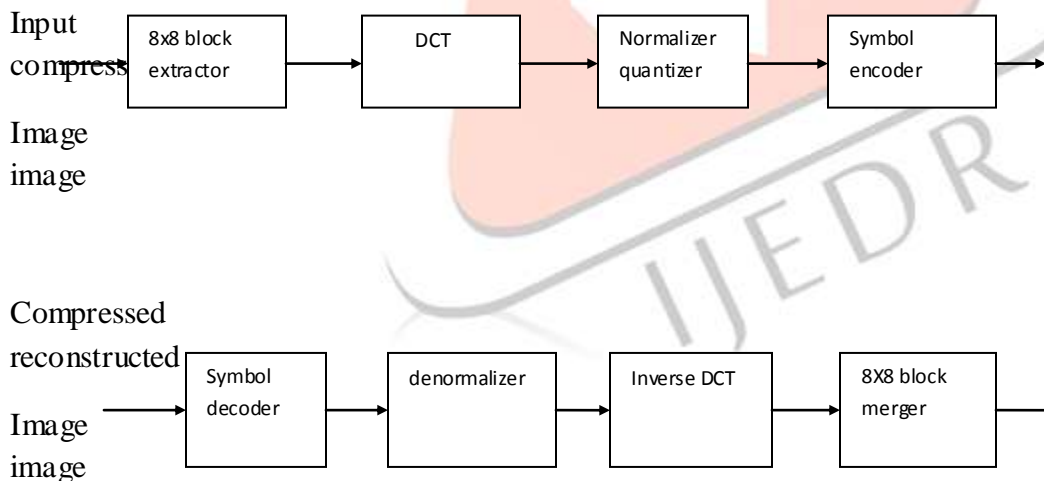 Input
compress
Image
image
8x8 block
extractor
DCT
Normalizer
quantizer
Symbol
encoder
IJEDR
Compressed
reconstructed
Image
image
Symbol
decoder
denormalizer
Inverse DCT
8X8 block
merger